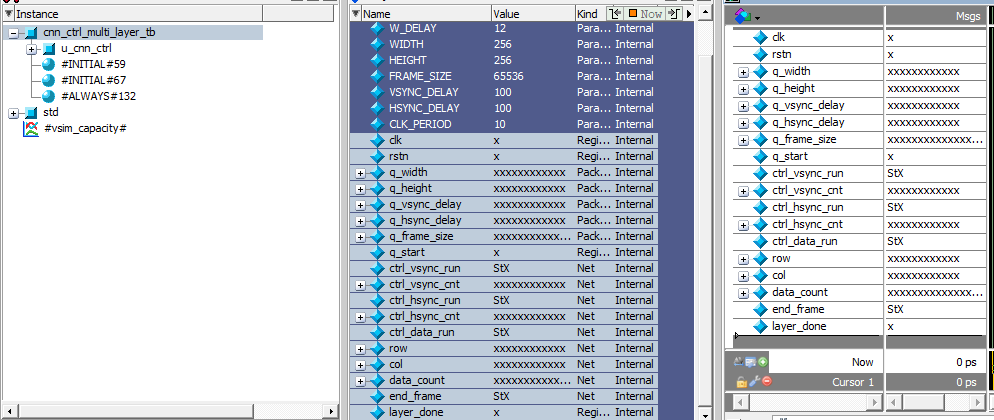 Instance
cnn_ctrl_multi_layer_tb
u_cnn_ctrl
#INITIAL#59
#INITIAL#67
#ALWAYS#132
std
#vsim_capacity#
Name Value Kind Now
W_DELAY 12 Para... Internal
WIDTH 256 Para... Internal
HEIGHT 256 Para... Internal
FRAME_SIZE 65536 Para... Internal
VSYNC_DELAY 100 Para... Internal
HSYNC_DELAY 100 Para... Internal
CLK_PERIOD 10 Para... Internal
clk x Regi... Internal
rstn x Regi... Internal
q_width xxxxxxxxxxxx Pack... Internal
q_height xxxxxxxxxxxx Pack... Internal
q_vsync_delay xxxxxxxxxxxx Pack... Internal
q_hsync_delay xxxxxxxxxxxx Pack... Internal
q_frame_size xxxxxxxxxxxxx... Pack... Internal
q_start x Regi... Internal
ctrl_vsync_run StX Net Internal
ctrl_vsync_cnt xxxxxxxxxxxx Net Internal
ctrl_hsync_run StX Net Internal
ctrl_hsync_cnt xxxxxxxxxxxx Net Internal
ctrl_data_run StX Net Internal
row xxxxxxxxxxxx Net Internal
col xxxxxxxxxxxx Net Internal
data_count xxxxxxxxxxxxx... Net Internal
end_frame StX Net Internal
layer_done x Regi... Internal
Msgs
clk x
rstn x
q_width xxxxxxxxxxxx
q_height xxxxxxxxxxxx
q_vsync_delay xxxxxxxxxxxx
q_hsync_delay xxxxxxxxxxxx
q_frame_size xxxxxxxxxxxxxxx...
q_start x
ctrl_vsync_run StX
ctrl_vsync_cnt xxxxxxxxxxxx
ctrl_hsync_run StX
ctrl_hsync_cnt xxxxxxxxxxxx
ctrl_data_run StX
row xxxxxxxxxxxx
col xxxxxxxxxxxx
data_count xxxxxxxxxxxxxxx...
end_frame StX
layer_done x
Now 0 ps
Cursor 1 0 ps